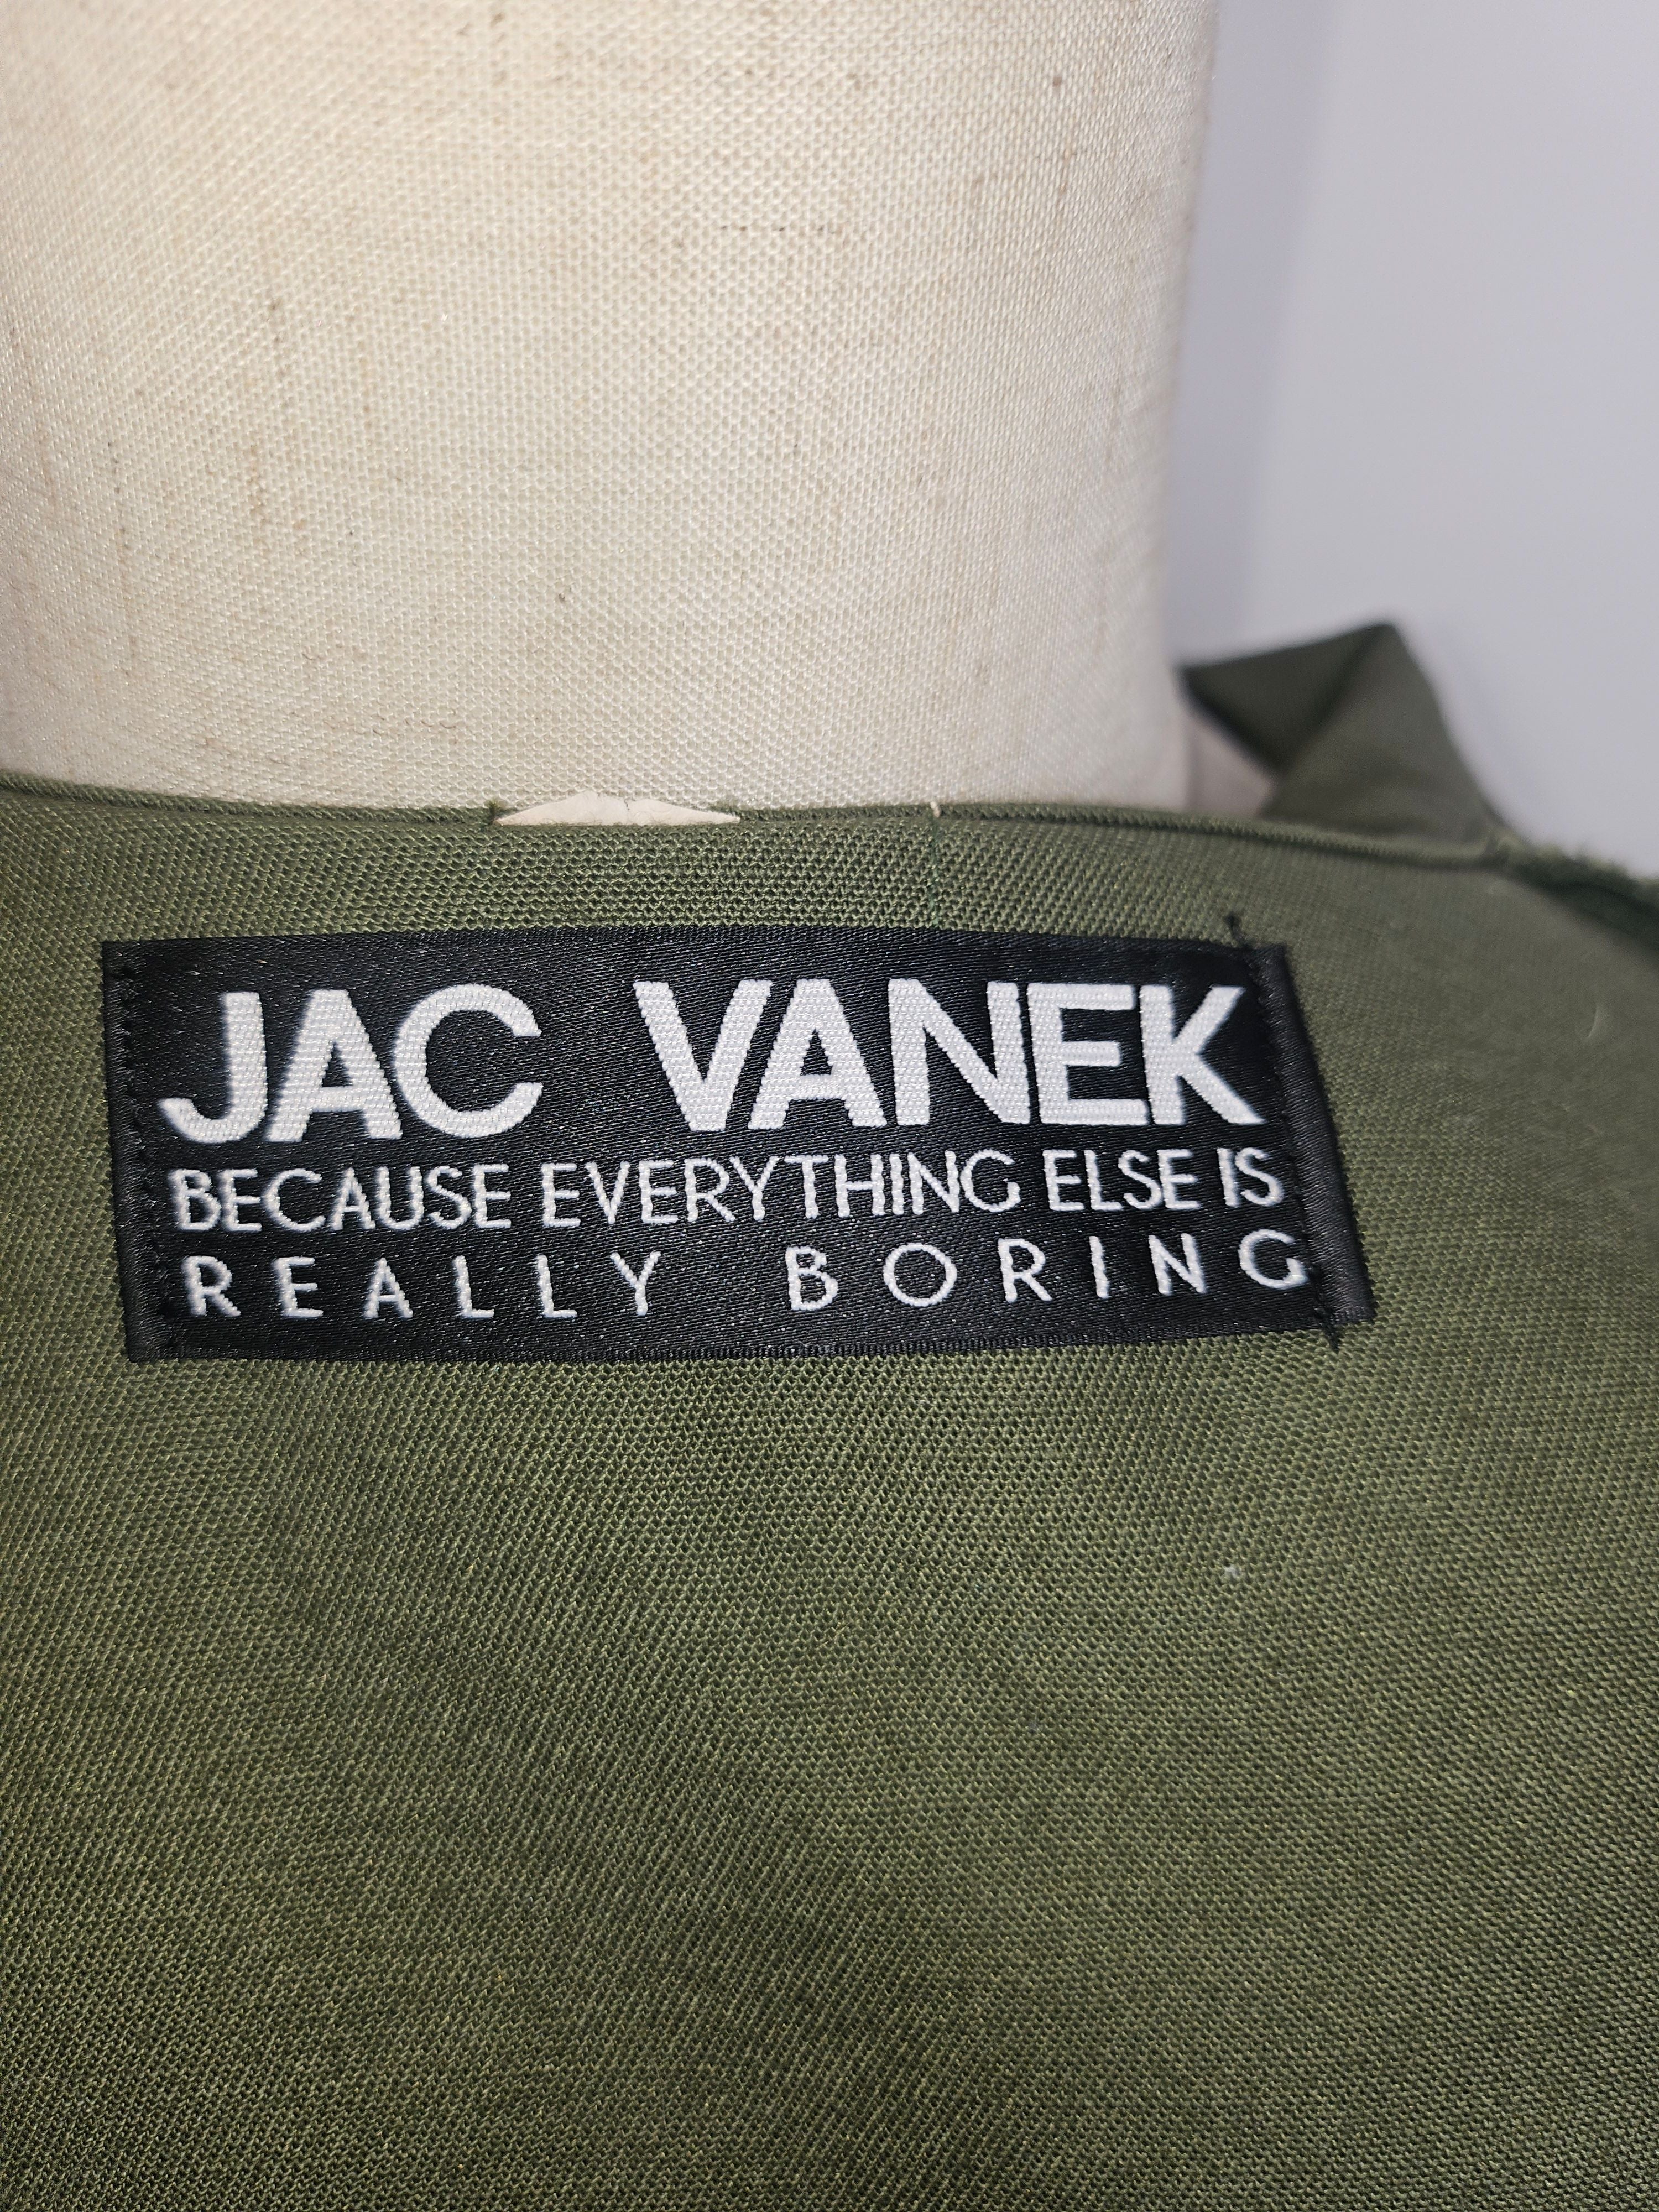 JAC VANEK
BECAUSE EVERYTHING ELSE IS
REALLY BORING